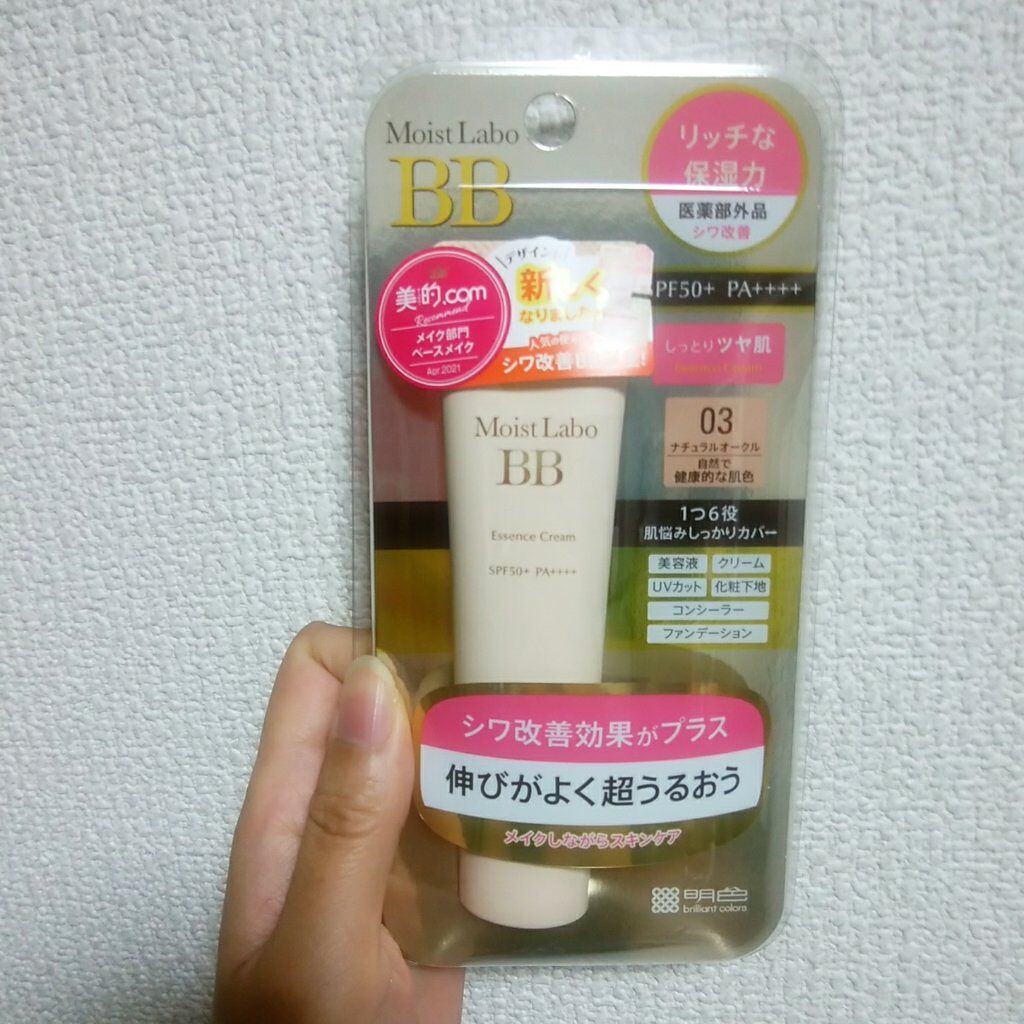 Moist Labo
BB
リッチな
保湿力
医薬部外品
シワ改善
美的.com
Recommend
メイク部門
ベースメイク
Apr.2021
デザイン
なりました
シワ改善
PF50+ PA++++
しっとりツヤ肌
Essence Cream
03
ナチュラルオークル
自然で
健康的な肌色
1つ6役
肌悩みしっかりカバー
美容液 クリーム
UVカット 化粧下地
コンシーラー
ファンデーション
Moist Labo
BB
Essence Cream
SPF50+ PA++++
シワ改善効果がプラス
伸びがよく超うるおう
メイクしながらスキンケア
明色
brilliant colors